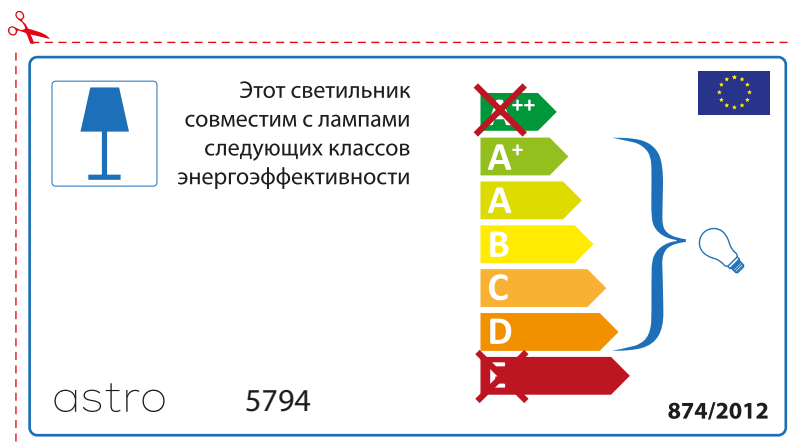 Этот светильник
совместим с лампами
следующих классов
энергоэффективности
A++
A+
A
B
C
D
E
astro
5794
874/2012